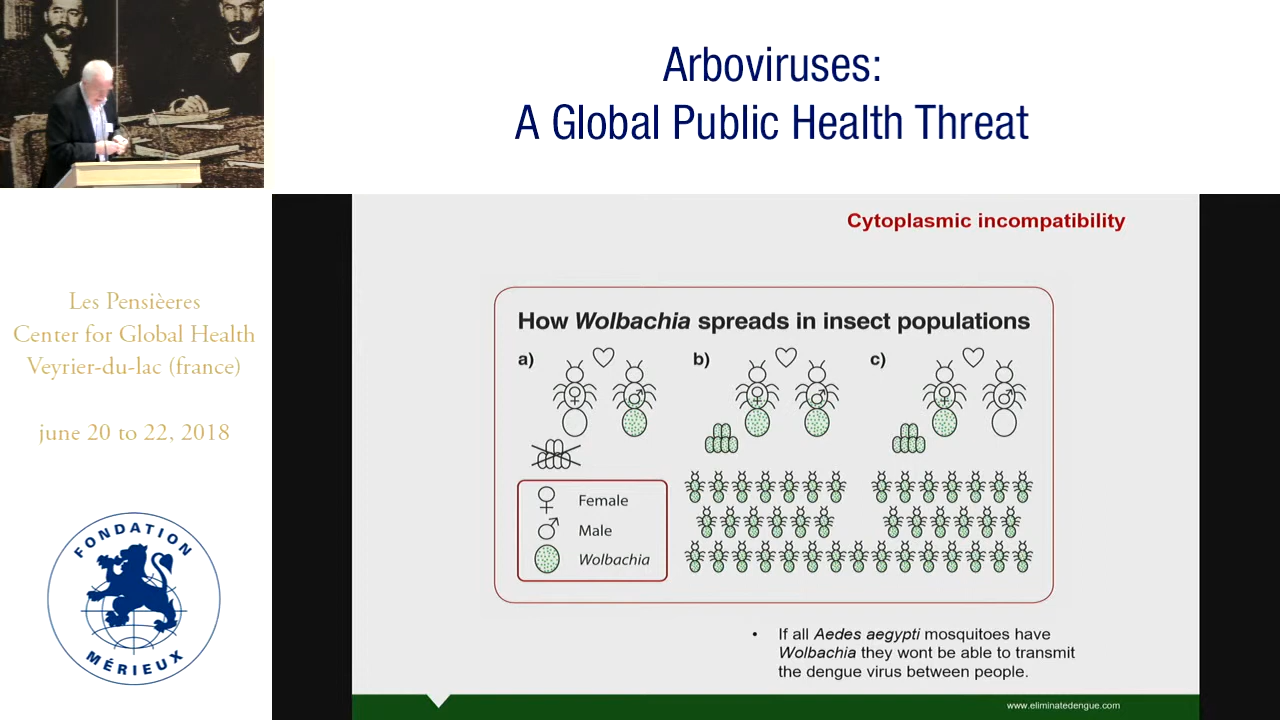 Arboviruses:
A Global Public Health Threat
Les Pensièeres
Center for Global Health
Veyrier-du-lac (france)
june 20 to 22, 2018
FONDATION
MÉRIEUX
Cytoplasmic incompatibility
How Wolbachia spreads in insect populations
a)
b)
c)
♀ Female
♂ Male
Wolbachia
• If all Aedes aegypti mosquitoes have
Wolbachia they wont be able to transmit
the dengue virus between people.
www.eliminatedengue.com